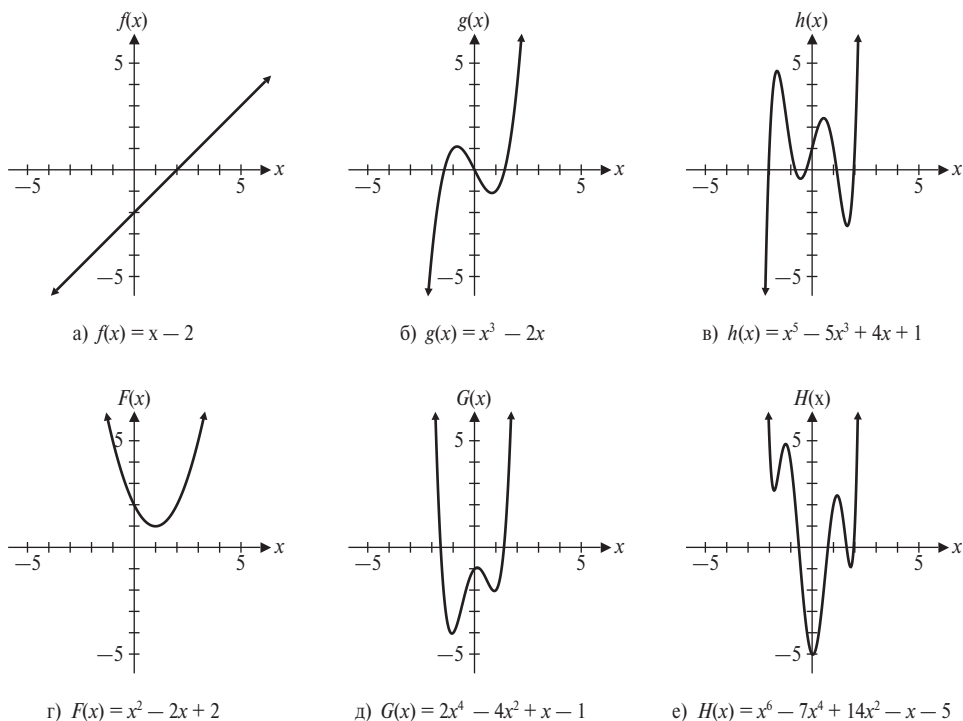 f(x) g(x) h(x)
5 5 5
x x x
—5 5 —5 5 —5 5
—5 —5 —5
а) f(x) = x — 2 б) g(x) = x³ — 2x в) h(x) = x⁵ — 5x³ + 4x + 1
F(x) G(x) H(x)
5 5 5
x x x
—5 5 —5 5 —5 5
—5 —5 —5
г) F(x) = x² — 2x + 2 д) G(x) = 2x⁴ — 4x² + x — 1 е) H(x) = x⁶ — 7x⁴ + 14x² — x — 5